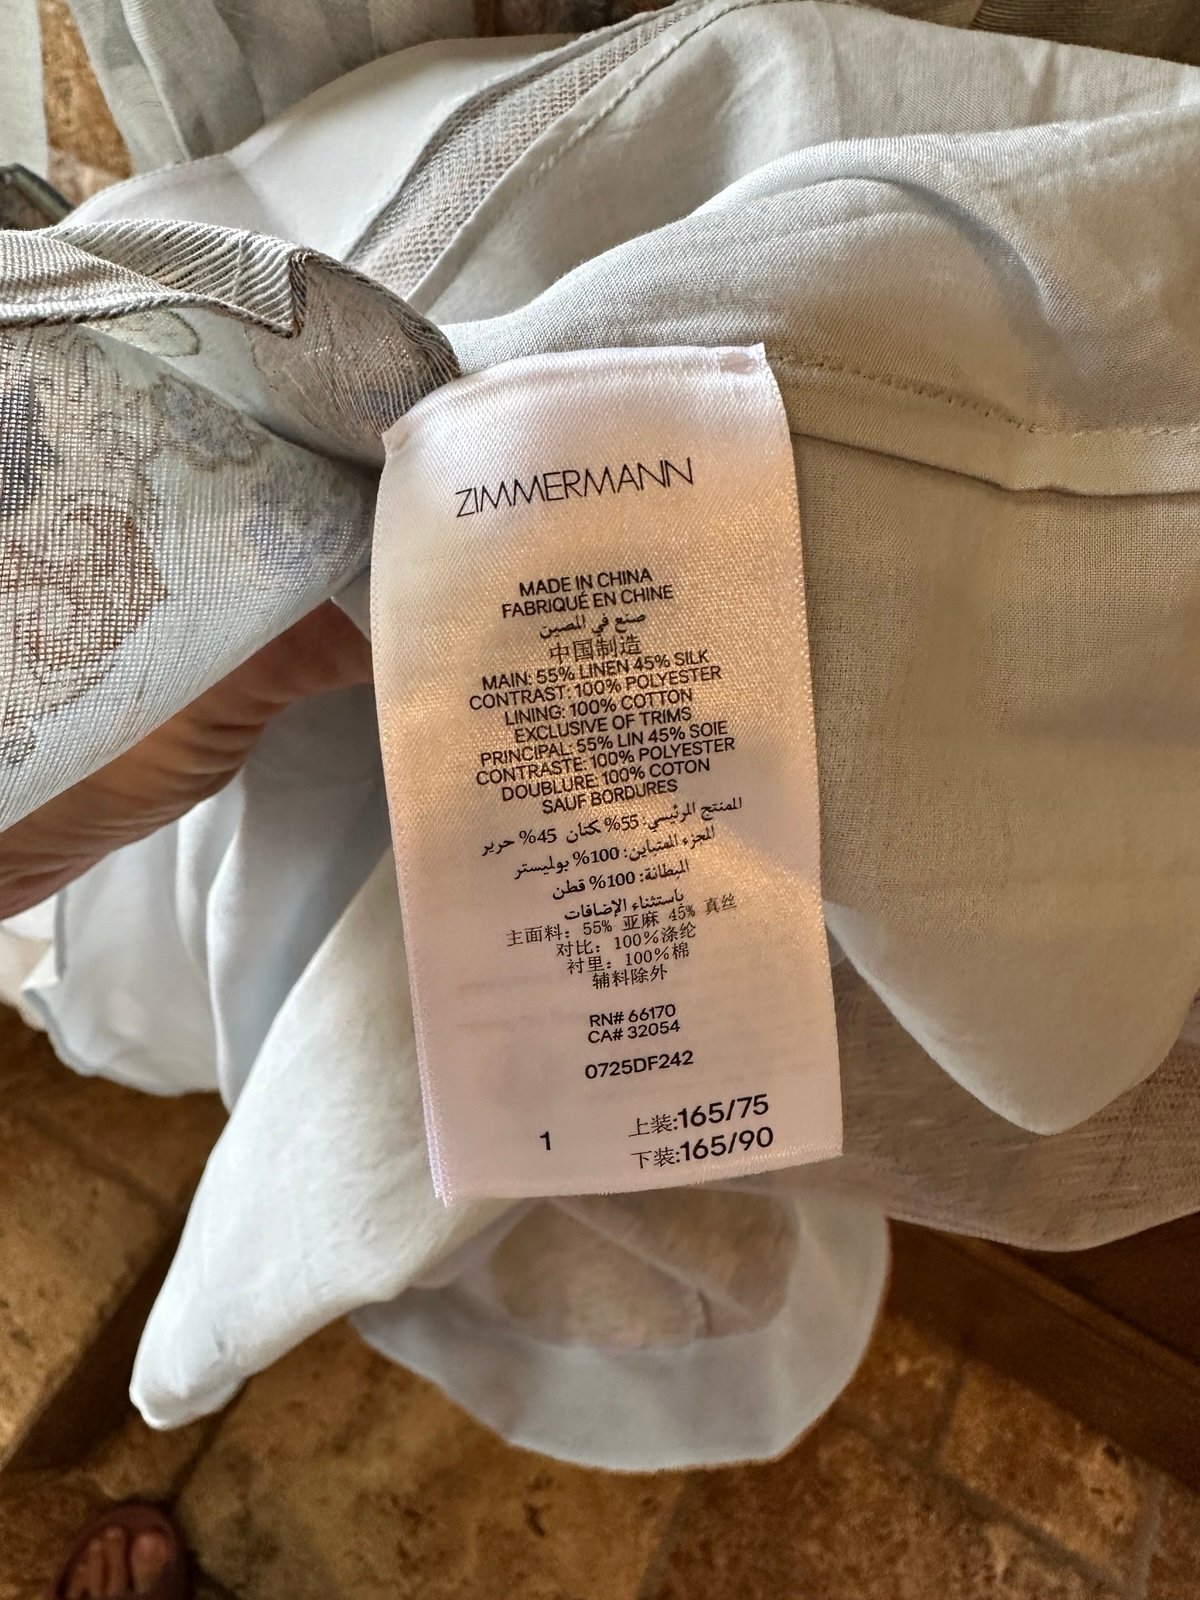 ZIMMERMANN
MADE IN CHINA
FABRIQUÉ EN CHINE
صنع في الصين
中国制造
MAIN: 55% LINEN 45% SILK
CONTRAST: 100% POLYESTER
LINING: 100% COTTON
EXCLUSIVE OF TRIMS
PRINCIPAL: 55% LIN 45% SOIE
CONTRASTE: 100% POLYESTER
DOUBLURE: 100% COTON
SAUF BORDURES
المنتج الرئيسي: 55% كتان 45% حرير
الجزء المتباين: 100% بوليستر
البطانة: 100% قطن
باستثناء الإضافات
主面料: 55% 亚麻 45% 真丝
对比: 100%涤纶
衬里: 100%棉
辅料除外
RN# 66170
CA# 32054
0725DF242
1
上装:165/75
下装:165/90